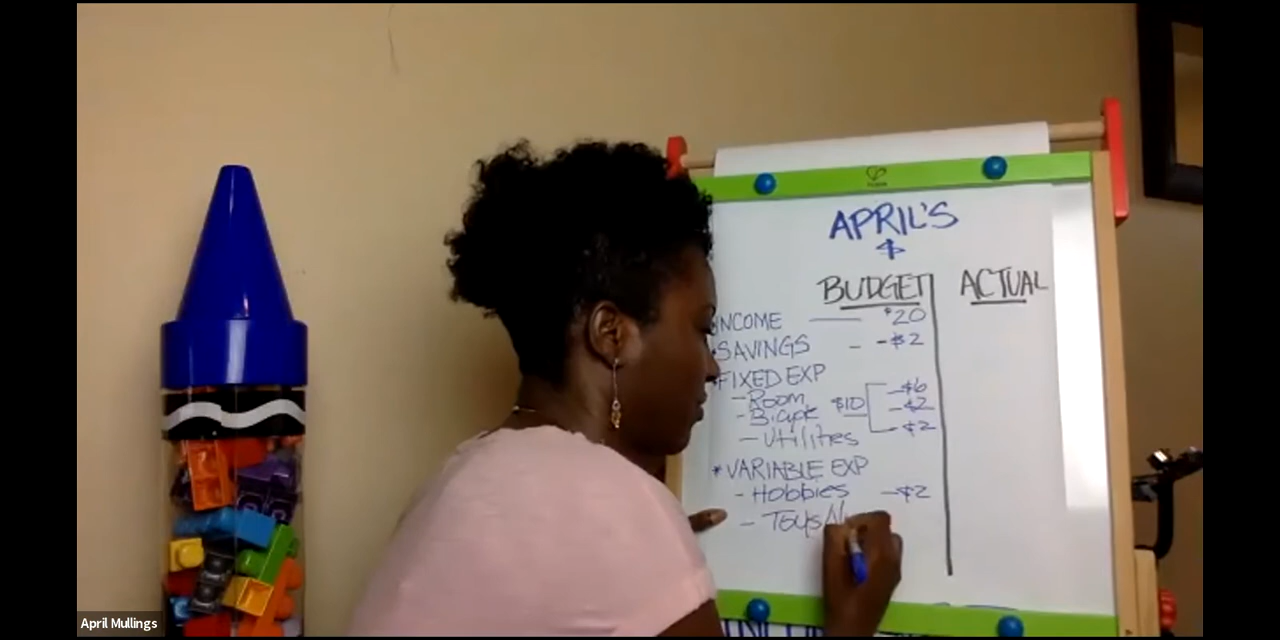 APRIL'S
$
BUDGET ACTUAL
INCOME — $20
•SAVINGS - -$2
•FIXED EXP
-Room -$6
-Bicycle $10 -$2
-Utilities -$2
*VARIABLE EXP
-Hobbies -$2
-Toys/
April Mullings